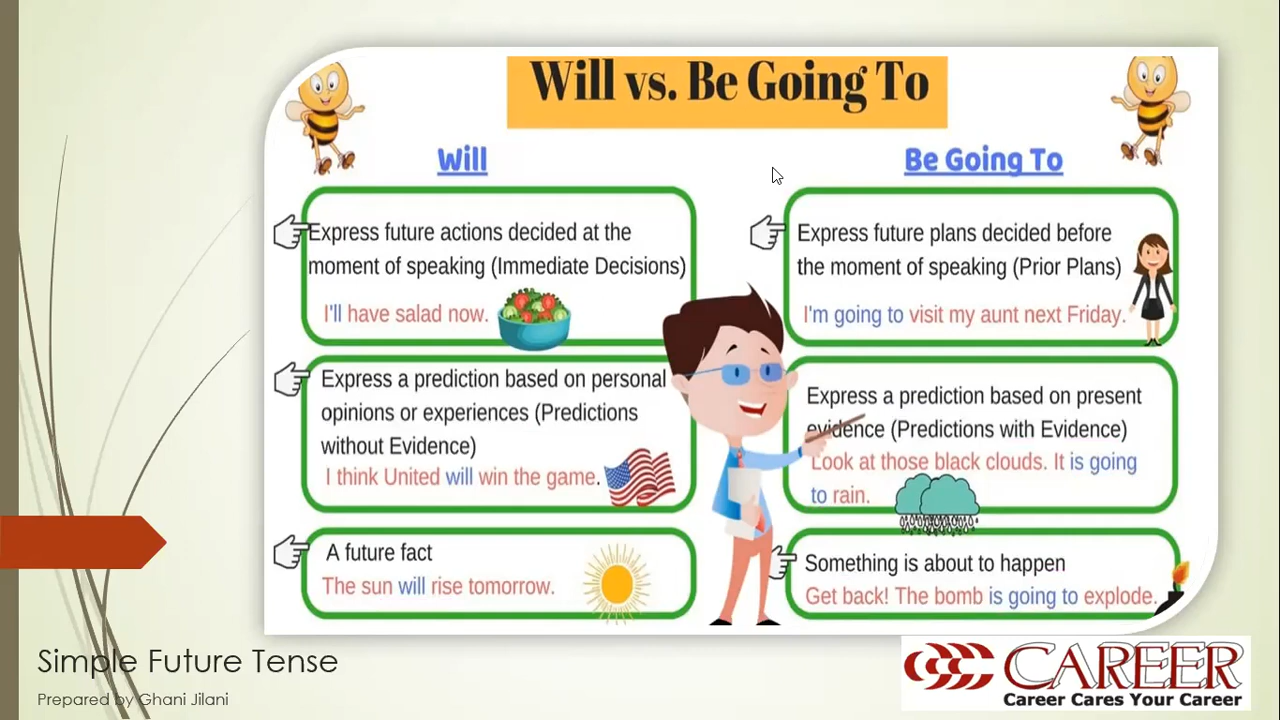 Will vs. Be Going To
Will
Express future actions decided at the
moment of speaking (Immediate Decisions)
I'll have salad now.
Express a prediction based on personal
opinions or experiences (Predictions
without Evidence)
I think United will win the game.
A future fact
The sun will rise tomorrow.
Be Going To
Express future plans decided before
the moment of speaking (Prior Plans)
I'm going to visit my aunt next Friday.
Express a prediction based on present
evidence (Predictions with Evidence)
Look at those black clouds. It is going
to rain.
Something is about to happen
Get back! The bomb is going to explode.
Simple Future Tense
Prepared by Ghani Jilani
CAREER
Career Cares Your Career